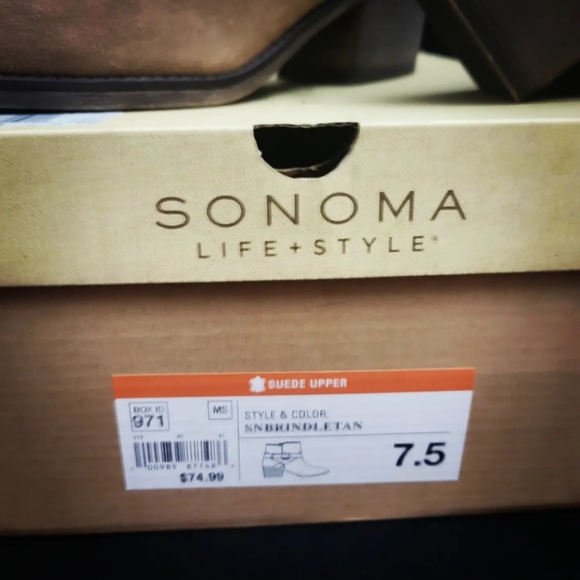 SONOMA
LIFE+STYLE
SUEDE UPPER
BOX ID
971
MS
STYLE & COLOR:
SNBRINDLETAN
7.5
$74.99